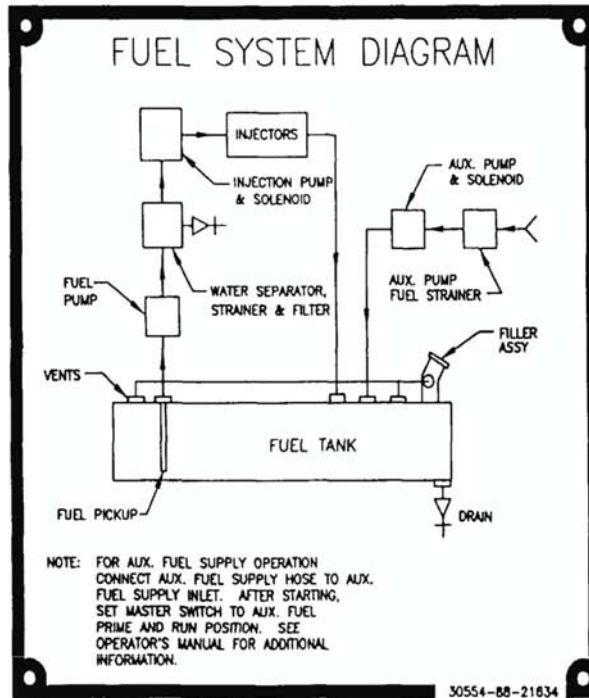 FUEL SYSTEM DIAGRAM
INJECTORS
INJECTION PUMP
& SOLENOID
AUX. PUMP
& SOLENOID
FUEL
PUMP
WATER SEPARATOR,
STRAINER & FILTER
AUX. PUMP
FUEL STRAINER
FILLER
ASSY
VENTS
FUEL TANK
FUEL PICKUP
DRAIN
NOTE: FOR AUX. FUEL SUPPLY OPERATION
CONNECT AUX. FUEL SUPPLY HOSE TO AUX.
FUEL SUPPLY INLET. AFTER STARTING,
SET MASTER SWITCH TO AUX. FUEL
PRIME AND RUN POSITION. SEE
OPERATOR'S MANUAL FOR ADDITIONAL
INFORMATION.
30554-88-21634